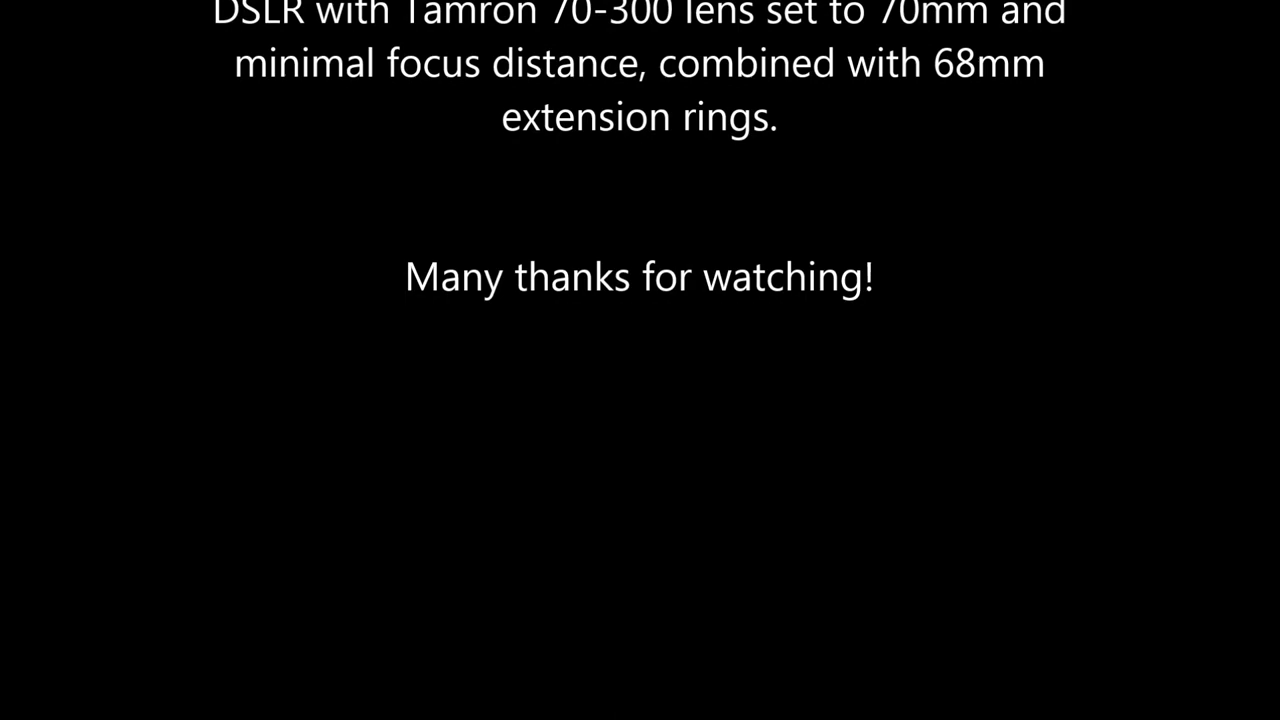 DSLR with Tamron 70-300 lens set to 70mm and
minimal focus distance, combined with 68mm
extension rings.
Many thanks for watching!